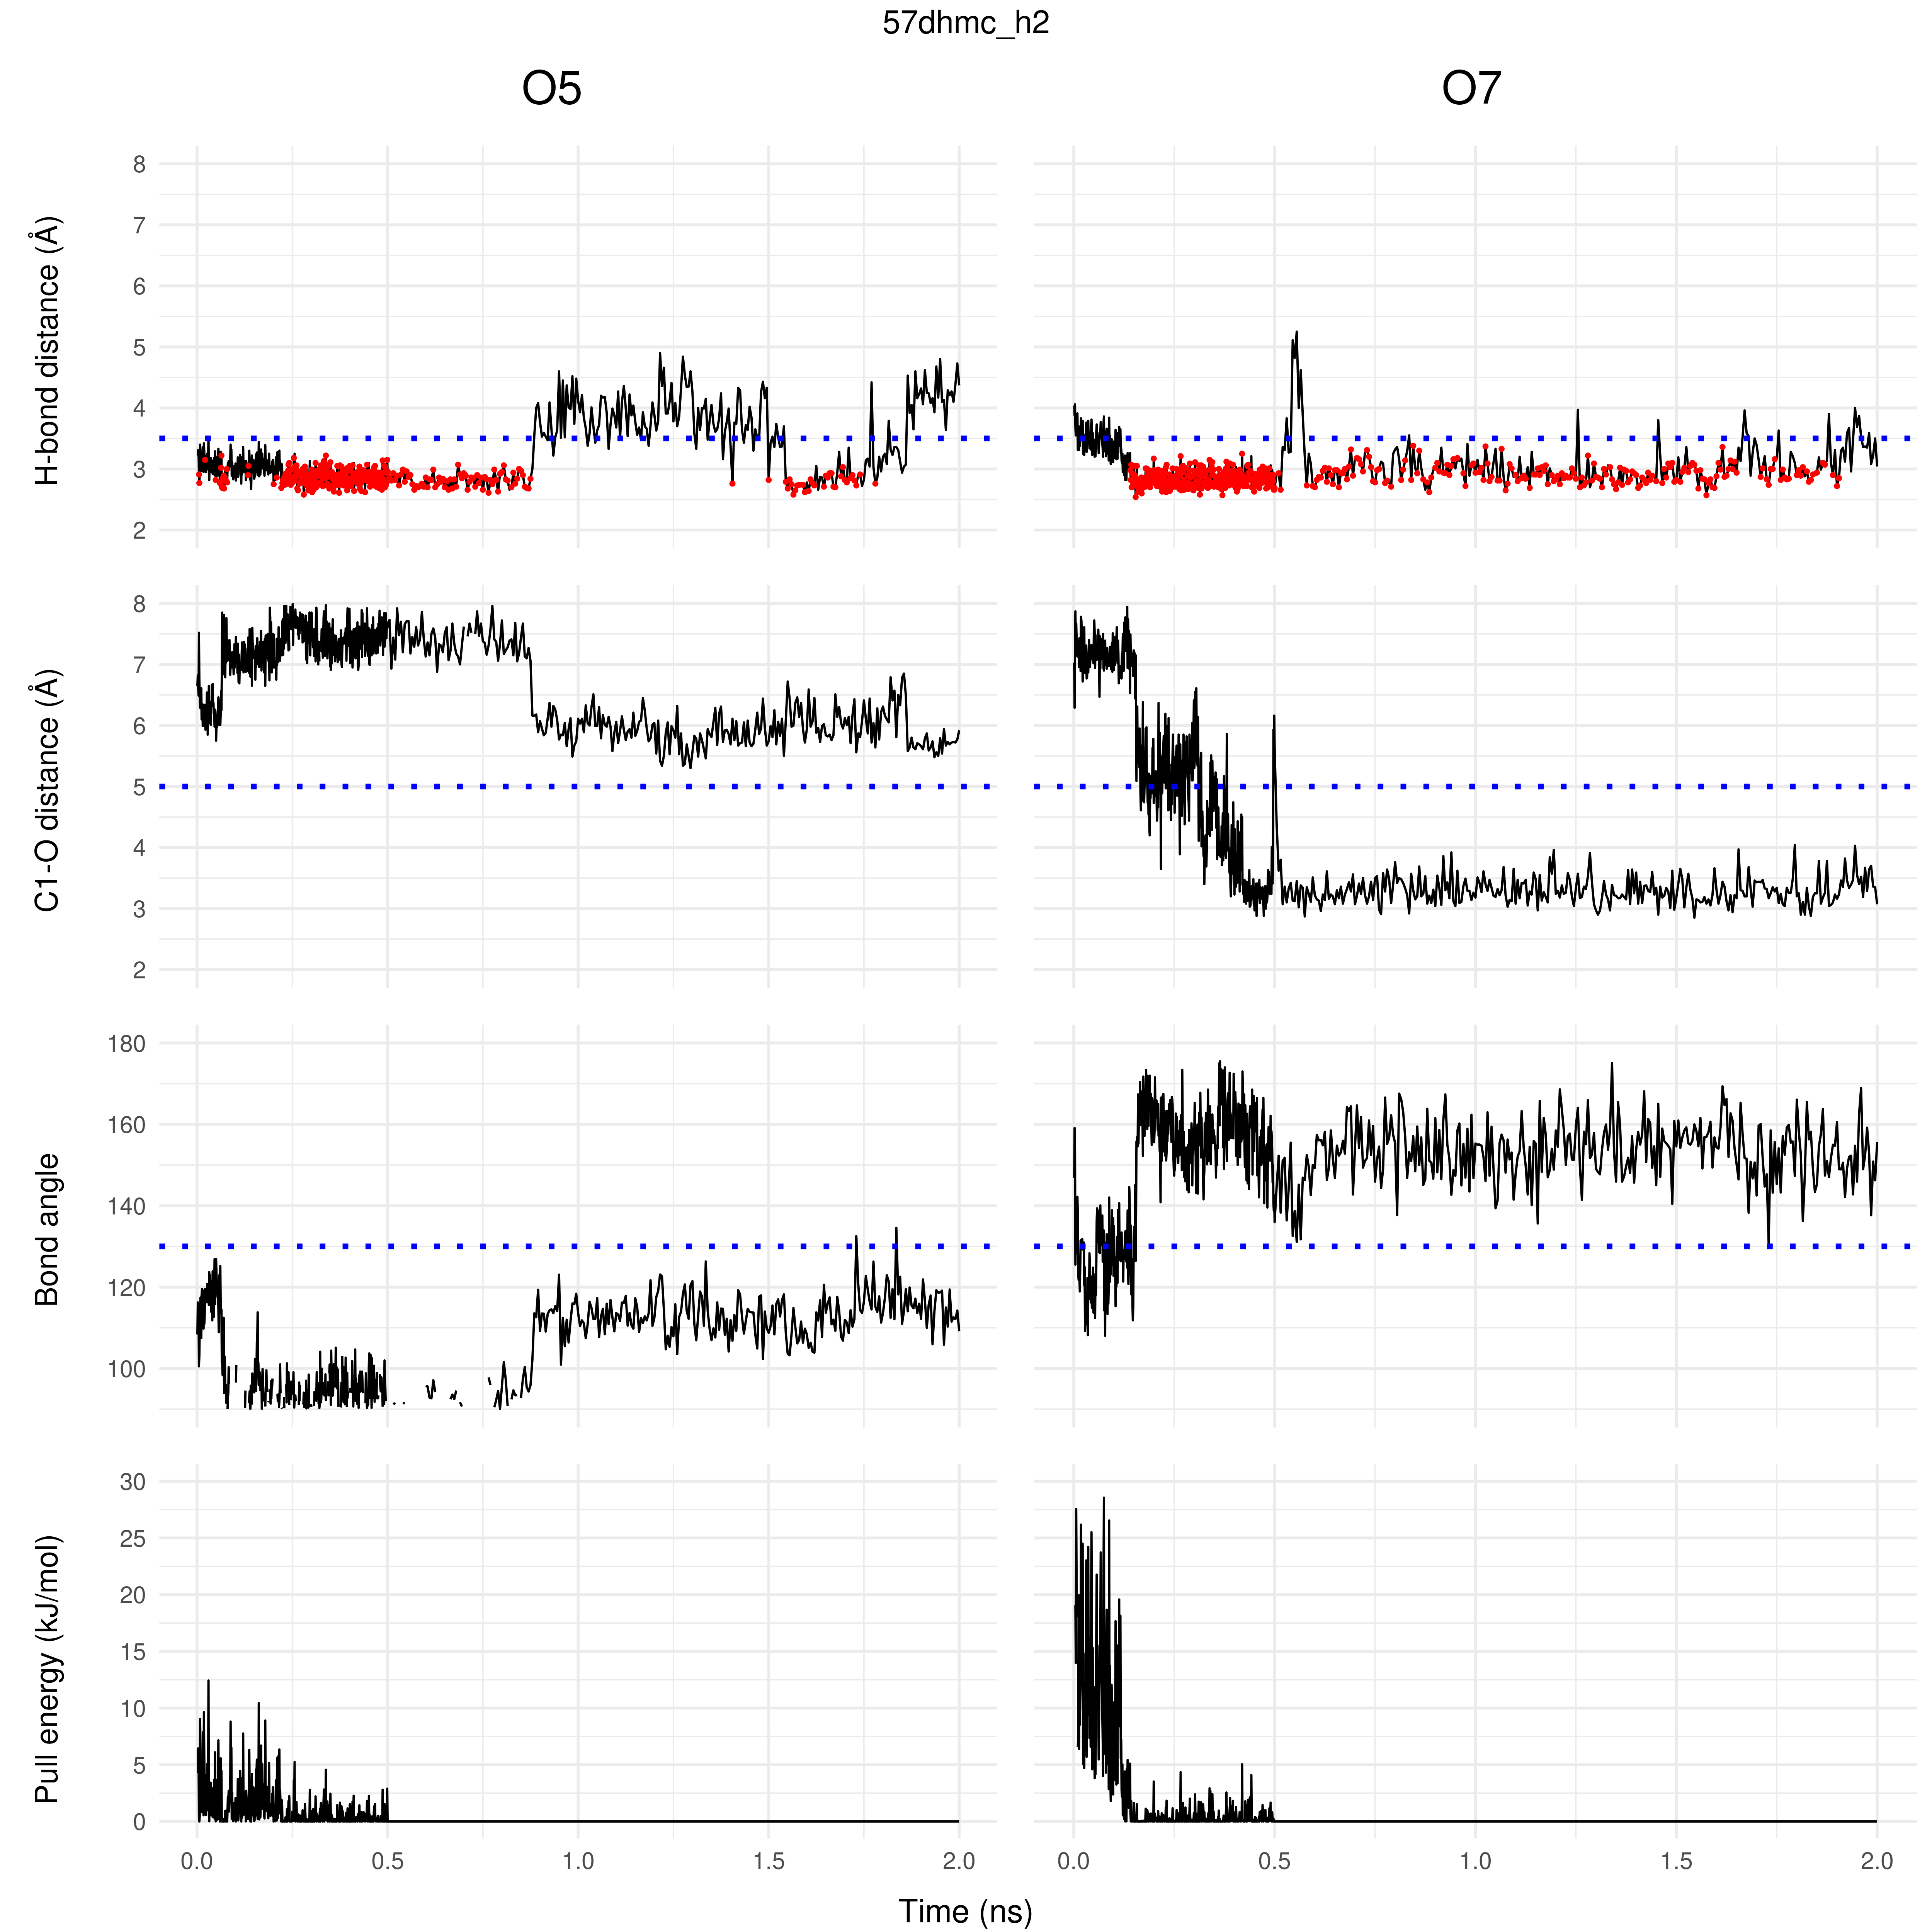 57dhmc_h2
O5
O7
H-bond distance (Å)
8
7
6
5
4
3
2
C1-O distance (Å)
8
7
6
5
4
3
2
Bond angle
180
160
140
120
100
Pull energy (kJ/mol)
30
25
20
15
10
5
0
0.0 0.5 1.0 1.5 2.0
0.0 0.5 1.0 1.5 2.0
Time (ns)